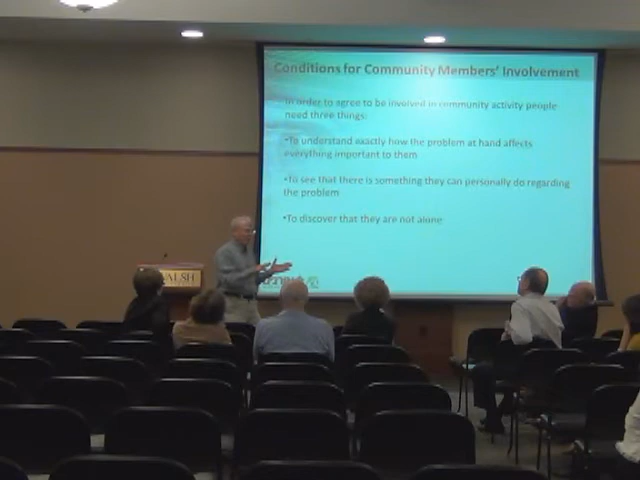 Conditions for Community Members' Involvement
In order to agree to be involved in community activity people
need three things:
•To understand exactly how the problem at hand affects
everything important to them
•To see that there is something they can personally do regarding
the problem
•To discover that they are not alone
WALSH